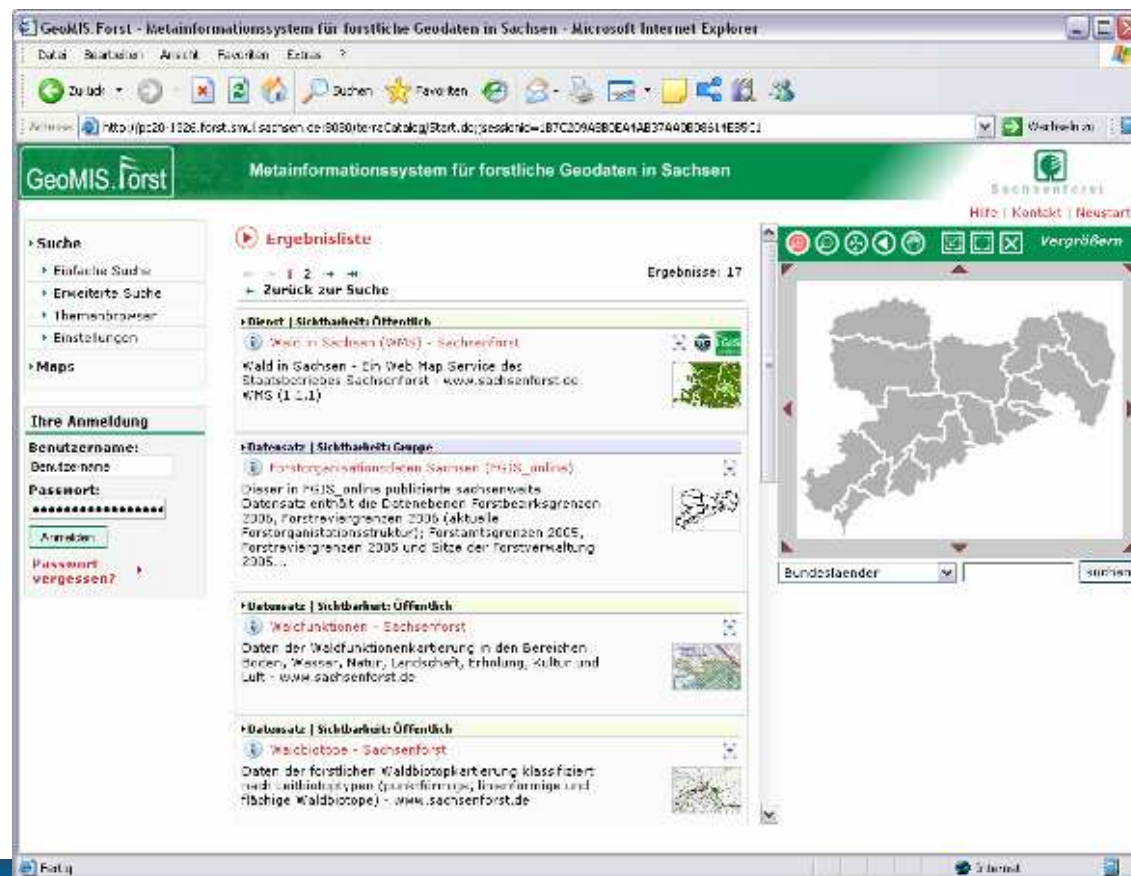 GeoMIS.Forst - Metainformationssystem für forstliche Geodaten in Sachsen - Microsoft Internet Explorer
Datei Bearbeiten Ansicht Favoriten Extras ?
Zurück Suchen Favoriten
Adresse Wechseln zu
GeoMIS.Forst
Metainformationssystem für forstliche Geodaten in Sachsen
Sachsenforst
Hilfe | Kontakt | Neustart
Suche
Einfache Suche
Erweiterte Suche
Themenbrowser
Einstellungen
Maps
Ihre Anmeldung
Benutzername:
Benutzername
Passwort:
Anmelden
Passwort
vergessen?
Ergebnisliste
1 2
Ergebnisse: 17
Zurück zur Suche
Dienst | Sichtbarkeit: Öffentlich
Wald in Sachsen (WMS) - Sachsenforst
Wald in Sachsen - Ein Web Map Service des
Staatsbetriebes Sachsenforst - www.sachsenforst.de
WMS (1.1.1)
Datensatz | Sichtbarkeit: Gruppe
Forstorganisationsdaten Sachsen (FGIS_online)
Dieser in FGIS_online publizierte sachsenweite
Datensatz enthält die Datenebenen Forstbezirksgrenzen
2006, Forstreviergrenzen 2006 (aktuelle
Forstorganistationsstruktur); Forstamtsgrenzen 2005,
Forstreviergrenzen 2005 und Sitze der Forstverwaltung
2005...
Datensatz | Sichtbarkeit: Öffentlich
Waldfunktionen - Sachsenforst
Daten der Waldfunktionenkartierung in den Bereichen
Boden, Wasser, Natur, Landschaft, Erholung, Kultur und
Luft - www.sachsenforst.de
Datensatz | Sichtbarkeit: Öffentlich
Waldbiotope - Sachsenforst
Daten der forstlichen Waldbiotopkartierung klassifiziert
nach Leitbiotoptypen (punktförmige, linienförmige und
flächige Waldbiotope) - www.sachsenforst.de
Vergrößern
Bundeslaender
suchen
Fertig
Internet